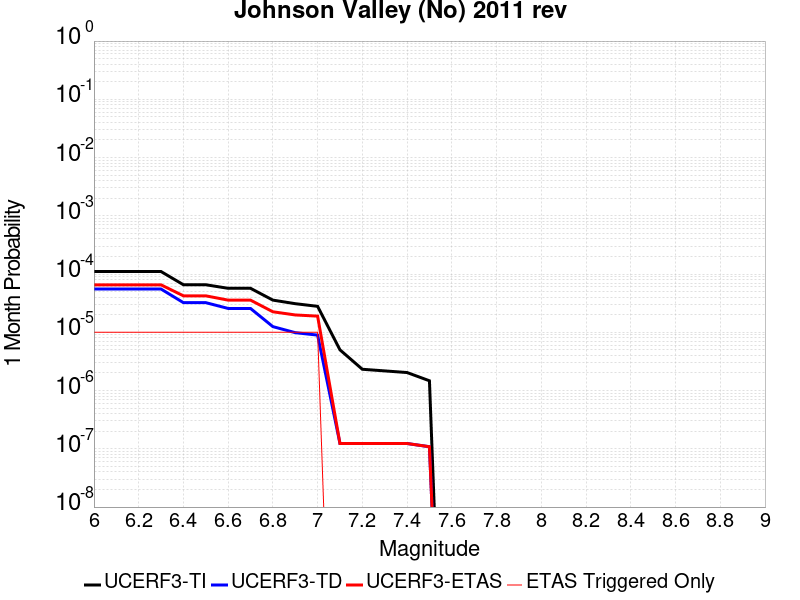 Johnson Valley (No) 2011 rev
10^0
10^-1
10^-2
10^-3
10^-4
10^-5
10^-6
10^-7
10^-8
1 Month Probability
6 6.2 6.4 6.6 6.8 7 7.2 7.4 7.6 7.8 8 8.2 8.4 8.6 8.8 9
Magnitude
UCERF3-TI UCERF3-TD UCERF3-ETAS ETAS Triggered Only